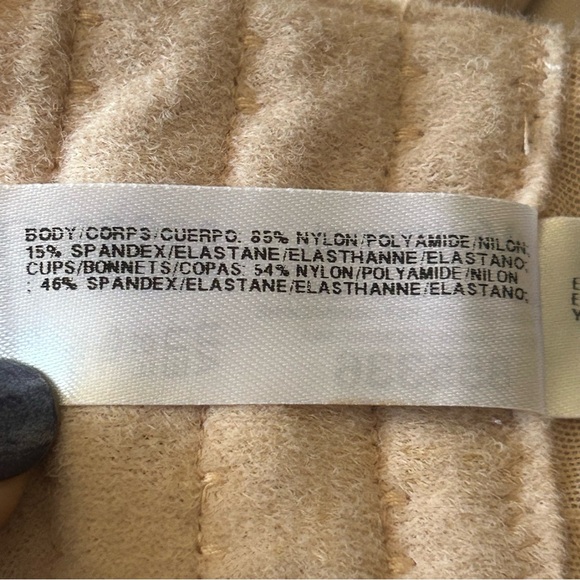 BODY/CORPS/CUERPO: 85% NYLON/POLYAMIDE/NILON;
15% SPANDEX/ELASTANE/ELASTHANNE/ELASTANO;
CUPS/BONNETS/COPAS: 54% NYLON/POLYAMIDE/NILON
; 46% SPANDEX/ELASTANE/ELASTHANNE/ELASTANO;